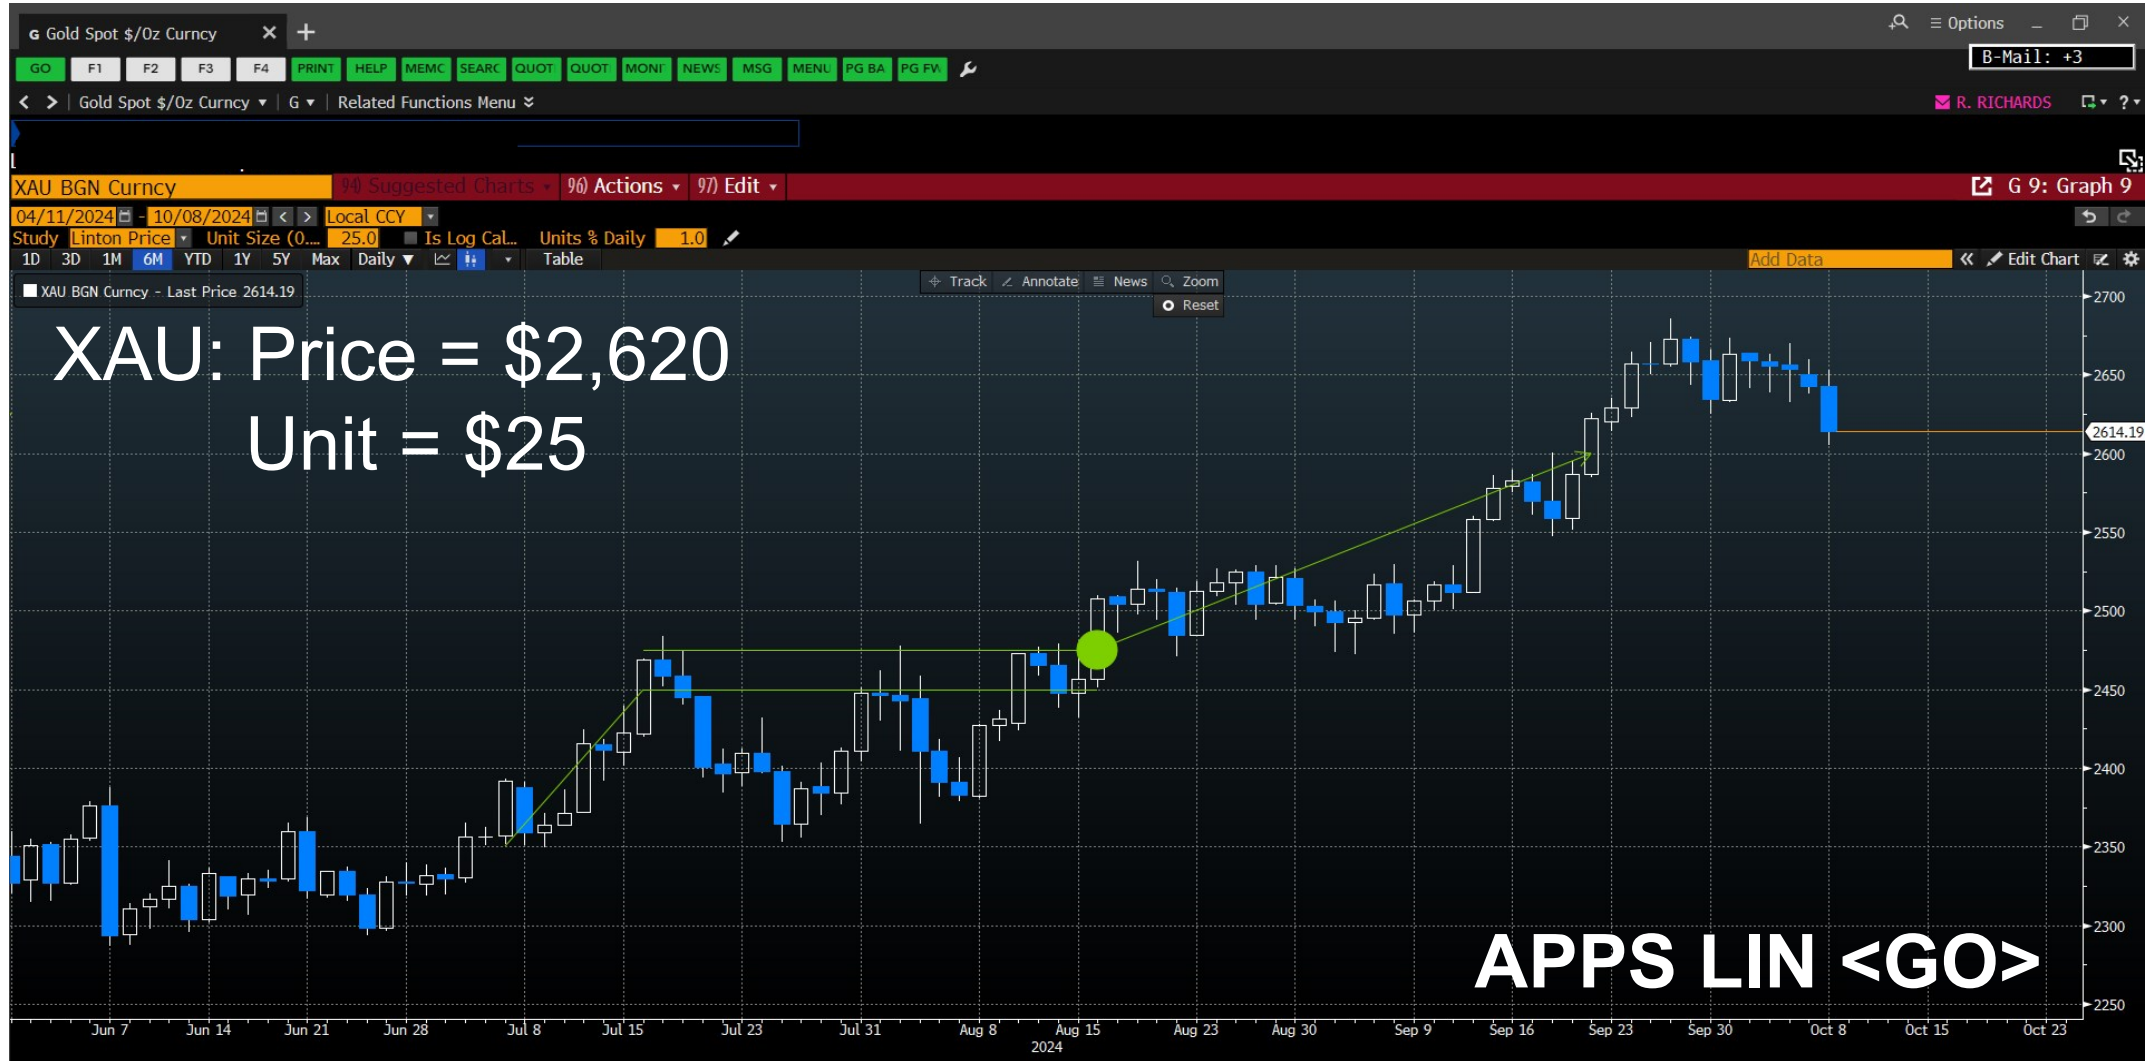 G Gold Spot $/Oz Curncy
Options
GO F1 F2 F3 F4 PRINT HELP MEMC SEARC QUOT QUOT MONI NEWS MSG MENU PG BA PG FW
B-Mail: +3
Gold Spot $/Oz Curncy G Related Functions Menu
R. RICHARDS ?
XAU BGN Curncy 94) Suggested Charts 96) Actions 97) Edit G 9: Graph 9
04/11/2024 - 10/08/2024 < > Local CCY
Study Linton Price Unit Size (0.... 25.0 Is Log Cal... Units % Daily 1.0
1D 3D 1M 6M YTD 1Y 5Y Max Daily Table Add Data Edit Chart
Track Annotate News Zoom
XAU BGN Curncy - Last Price 2614.19
Reset
XAU: Price = $2,620
Unit = $25
2700
2650
2614.19
2600
2550
2500
2450
2400
2350
2300
2250
APPS LIN <GO>
Jun 7 Jun 14 Jun 21 Jun 28 Jul 8 Jul 15 Jul 23 Jul 31 Aug 8 Aug 15 Aug 23 Aug 30 Sep 9 Sep 16 Sep 23 Sep 30 Oct 8 Oct 15 Oct 23
2024